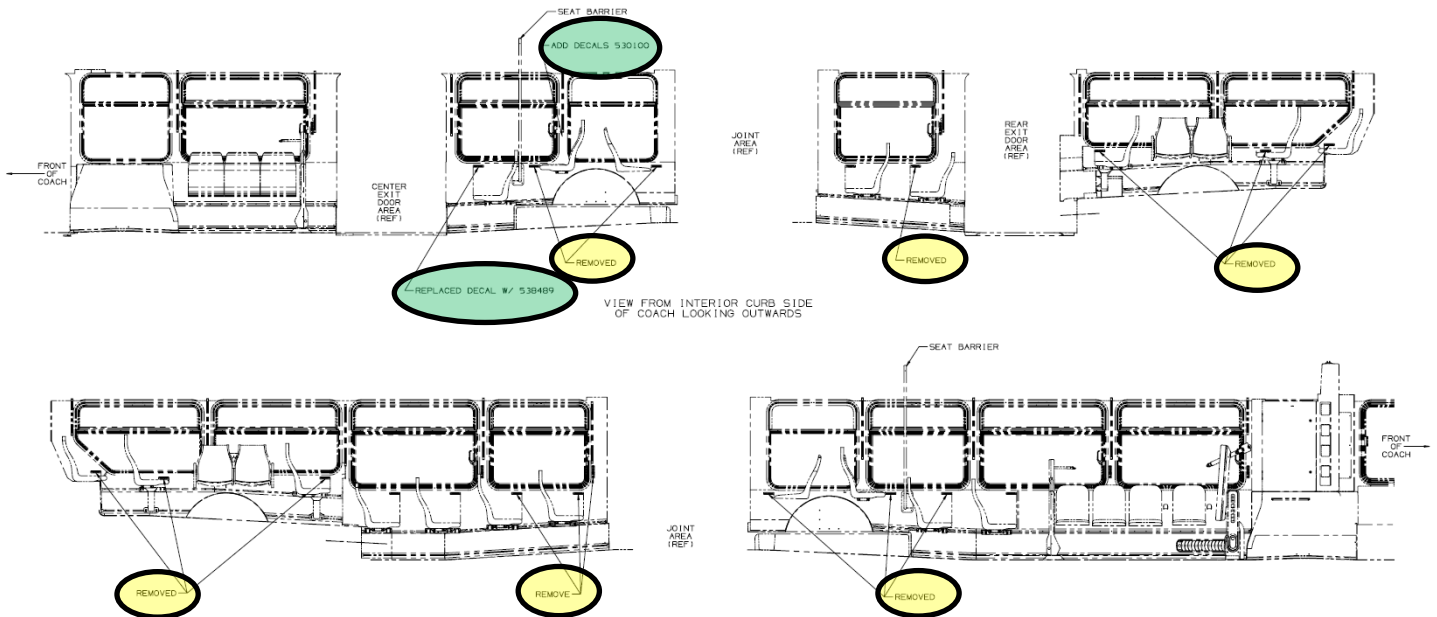 SEAT BARRIER
ADD DECALS 530100
FRONT
OF
COACH
CENTER
EXIT
DOOR
AREA
(REF)
JOINT
AREA
(REF)
REAR
EXIT
DOOR
AREA
(REF)
REMOVED
REMOVED
REMOVED
REPLACED DECAL W/ 538489
VIEW FROM INTERIOR CURB SIDE
OF COACH LOOKING OUTWARDS
SEAT BARRIER
FRONT
OF
COACH
JOINT
AREA
(REF)
REMOVED
REMOVE
REMOVED